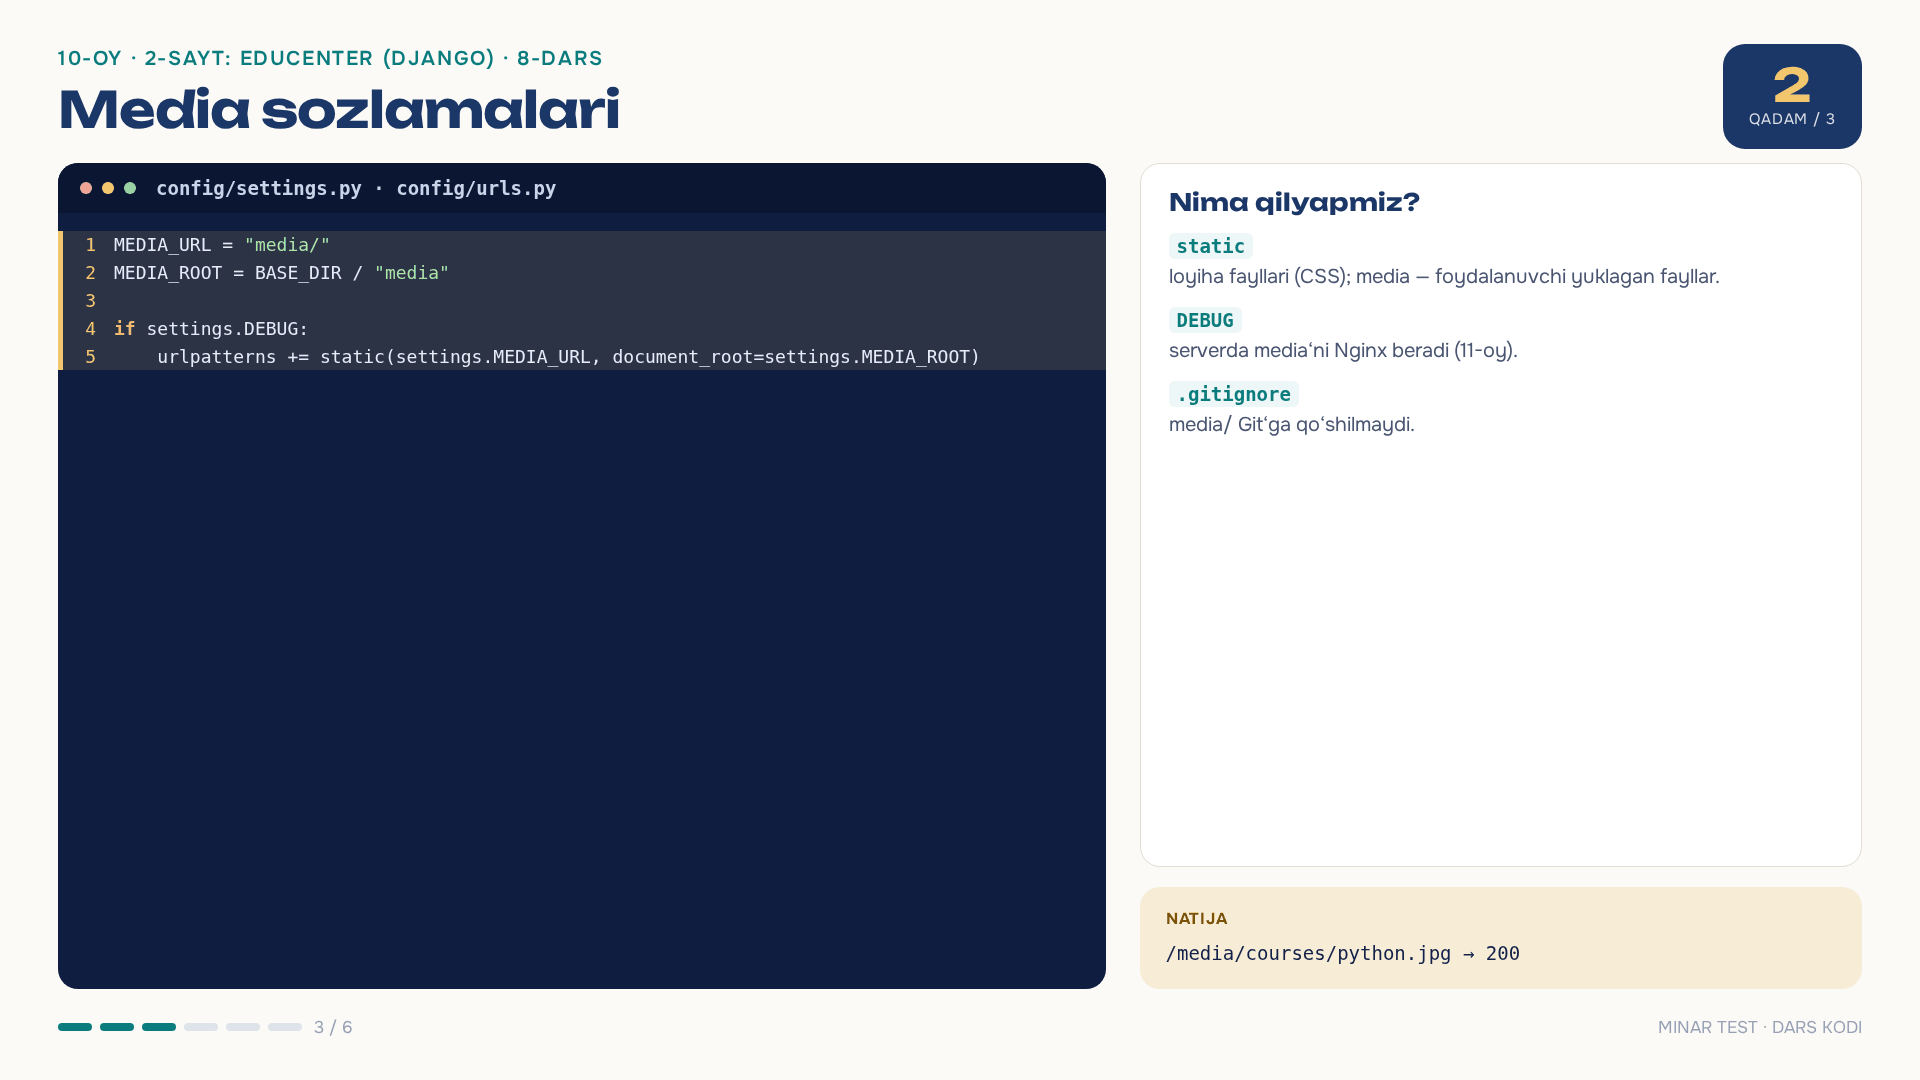 10-OY · 2-SAYT: EDUCENTER (DJANGO) · 8-DARS
Media sozlamalari
2
QADAM / 3
config/settings.py · config/urls.py
1 MEDIA_URL = "media/"
2 MEDIA_ROOT = BASE_DIR / "media"
3
4 if settings.DEBUG:
5     urlpatterns += static(settings.MEDIA_URL, document_root=settings.MEDIA_ROOT)
Nima qilyapmiz?
static
loyiha fayllari (CSS); media — foydalanuvchi yuklagan fayllar.
DEBUG
serverda media‘ni Nginx beradi (11-oy).
.gitignore
media/ Git‘ga qo‘shilmaydi.
NATIJA
/media/courses/python.jpg → 200
3 / 6
MINAR TEST · DARS KODI